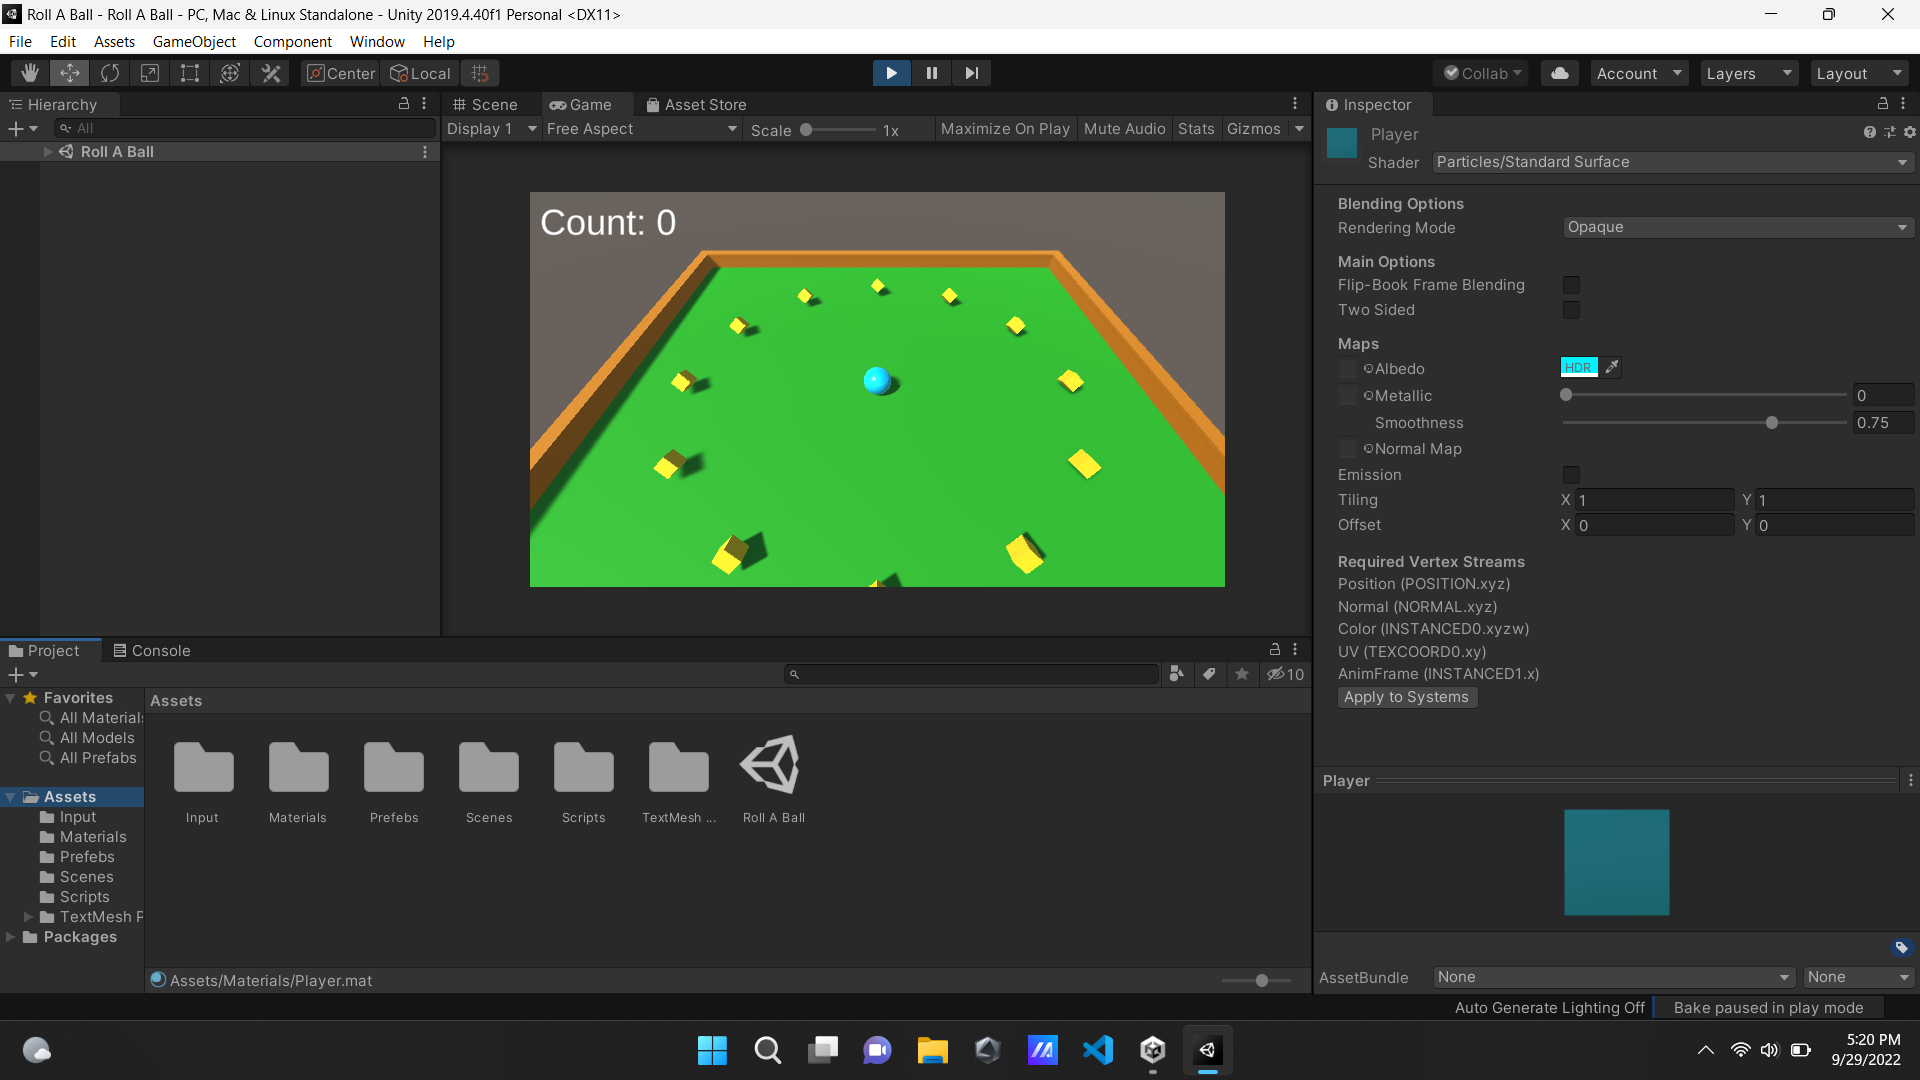 Roll A Ball - Roll A Ball - PC, Mac & Linux Standalone - Unity 2019.4.40f1 Personal <DX11>
File Edit Assets GameObject Component Window Help
Center Local Collab Account Layers Layout
Hierarchy
All
Roll A Ball
Scene Game Asset Store
Display 1 Free Aspect Scale 1x Maximize On Play Mute Audio Stats Gizmos
Count: 0
Inspector
Player
Shader Particles/Standard Surface
Blending Options
Rendering Mode Opaque
Main Options
Flip-Book Frame Blending
Two Sided
Maps
Albedo HDR
Metallic 0
Smoothness 0.75
Normal Map
Emission
Tiling X 1 Y 1
Offset X 0 Y 0
Required Vertex Streams
Position (POSITION.xyz)
Normal (NORMAL.xyz)
Color (INSTANCED0.xyzw)
UV (TEXCOORD0.xy)
AnimFrame (INSTANCED1.x)
Apply to Systems
Player
AssetBundle None None
Project Console
10
Favorites
All Materials
All Models
All Prefabs
Assets
Input
Materials
Prefebs
Scenes
Scripts
TextMesh P
Packages
Assets
Input Materials Prefebs Scenes Scripts TextMesh ... Roll A Ball
Assets/Materials/Player.mat
Auto Generate Lighting Off Bake paused in play mode
5:20 PM
9/29/2022